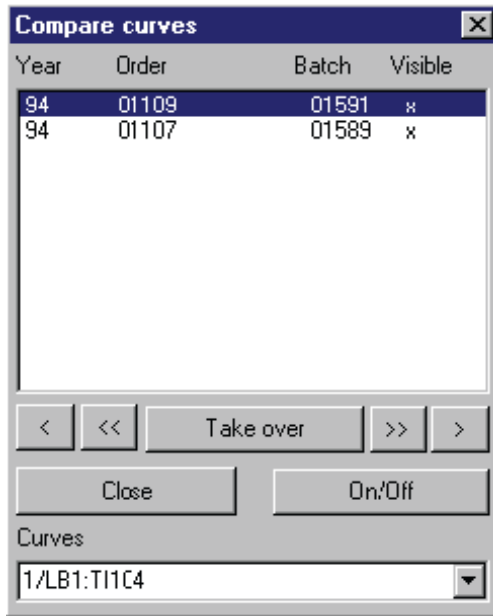 Compare curves
Year Order Batch Visible
94 01109 01591 x
94 01107 01589 x
< << Take over >> >
Close On/Off
Curves
1/LB1:TI1C4